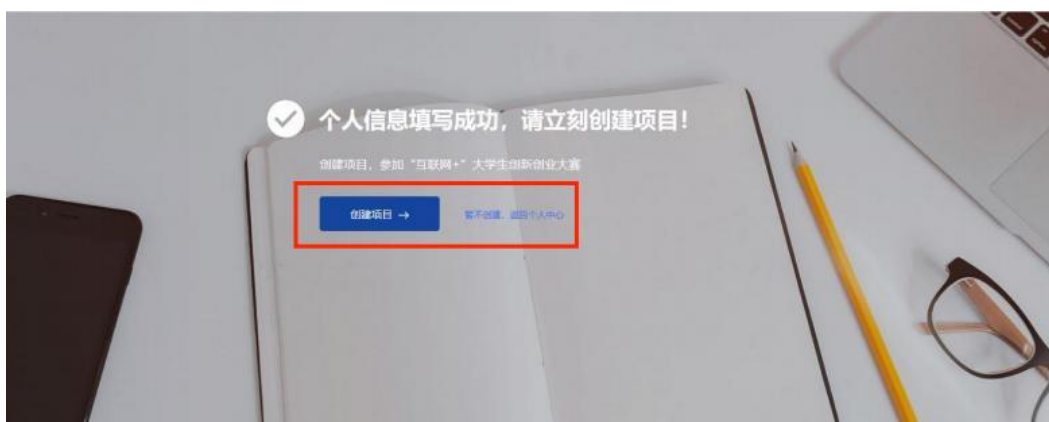 个人信息填写成功，请立刻创建项目！
创建项目，参加“互联网+”大学生创新创业大赛
创建项目 →
暂不创建，返回个人中心